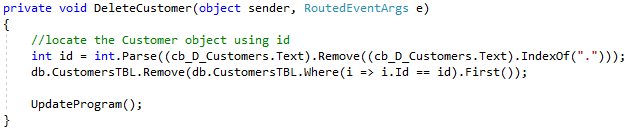 private void DeleteCustomer(object sender, RoutedEventArgs e)
{
//locate the Customer object using id
int id = int.Parse((cb_D_Customers.Text).Remove((cb_D_Customers.Text).IndexOf(".")));
db.CustomersTBL.Remove(db.CustomersTBL.Where(i => i.Id == id).First());
UpdateProgram();
}